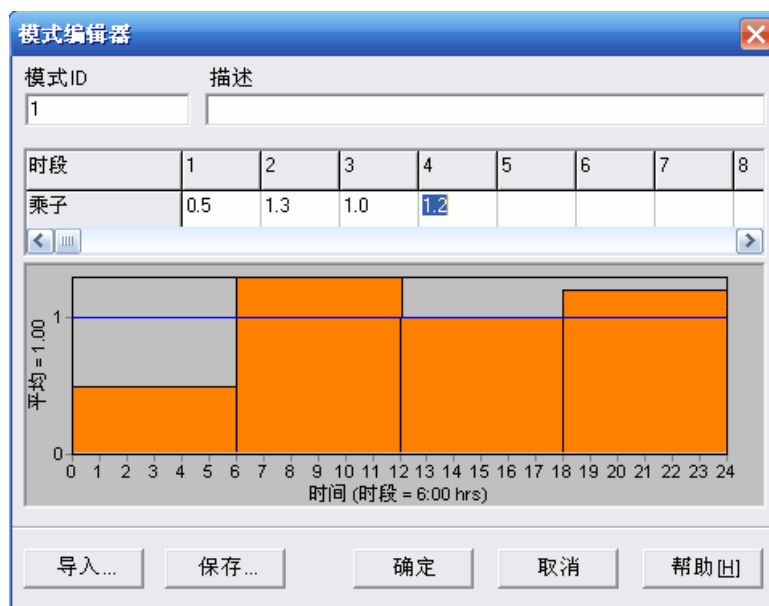 模式编辑器
模式ID 描述
1
时段 1 2 3 4 5 6 7 8
乘子 0.5 1.3 1.0 1.2
平均 = 1.00
1
0
0 1 2 3 4 5 6 7 8 9 10 11 12 13 14 15 16 17 18 19 20 21 22 23 24
时间 (时段 = 6:00 hrs)
导入... 保存... 确定 取消 帮助[H]